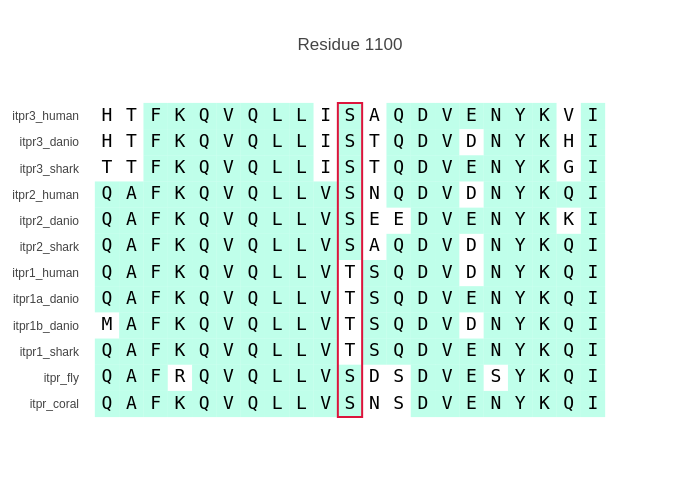 Residue 1100
itpr3_human H T F K Q V Q L L I S A Q D V E N Y K V I
itpr3_danio H T F K Q V Q L L I S T Q D V D N Y K H I
itpr3_shark T T F K Q V Q L L I S T Q D V E N Y K G I
itpr2_human Q A F K Q V Q L L V S N Q D V D N Y K Q I
itpr2_danio Q A F K Q V Q L L V S E E D V E N Y K K I
itpr2_shark Q A F K Q V Q L L V S A Q D V D N Y K Q I
itpr1_human Q A F K Q V Q L L V T S Q D V D N Y K Q I
itpr1a_danio Q A F K Q V Q L L V T S Q D V E N Y K Q I
itpr1b_danio M A F K Q V Q L L V T S Q D V D N Y K Q I
itpr1_shark Q A F K Q V Q L L V T S Q D V E N Y K Q I
itpr_fly Q A F R Q V Q L L V S D S D V E S Y K Q I
itpr_coral Q A F K Q V Q L L V S N S D V E N Y K Q I